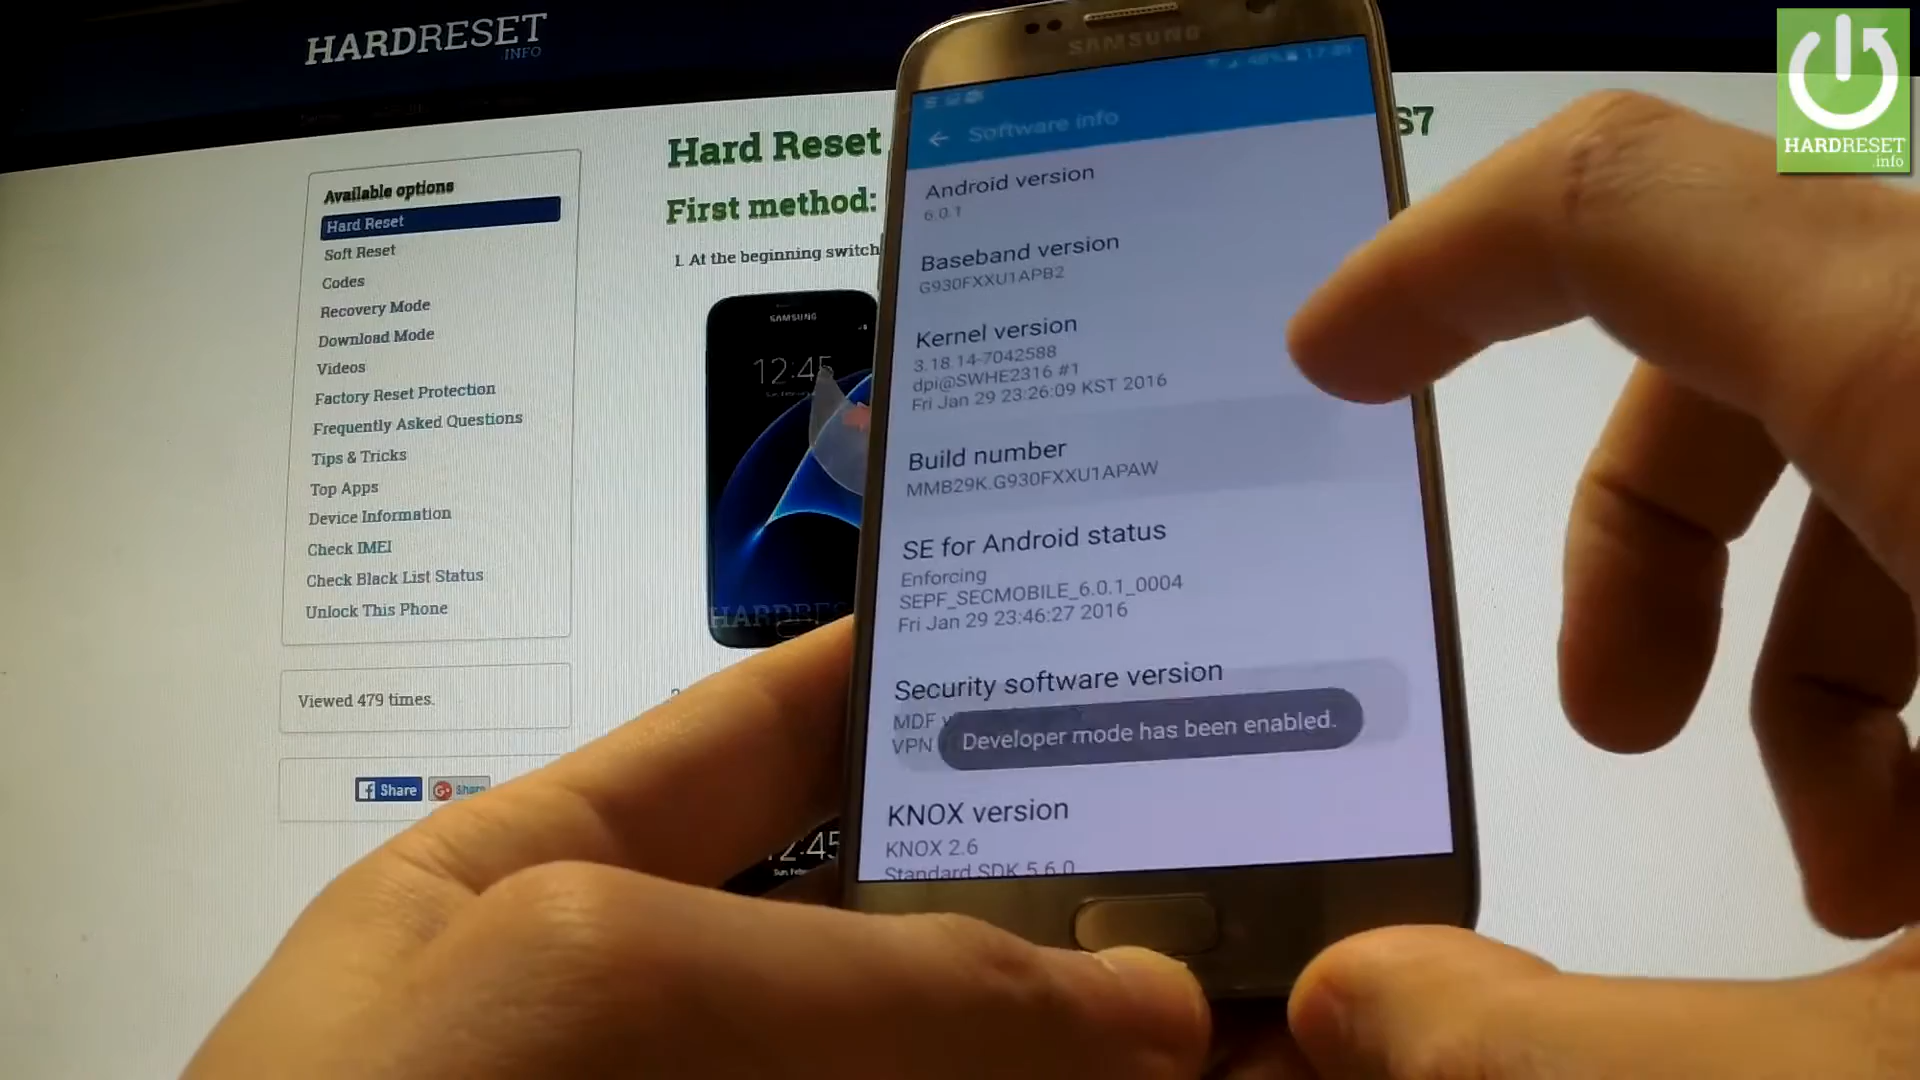 HARDRESET
.INFO
Available options
Hard Reset
Soft Reset
Codes
Recovery Mode
Download Mode
Videos
Factory Reset Protection
Frequently Asked Questions
Tips & Tricks
Top Apps
Device Information
Check IMEI
Check Black List Status
Unlock This Phone
Viewed 479 times.
Share
Share
Hard Reset
S7
First method:
1. At the beginning switch
SAMSUNG
12:45
HARDRES
12:45
SAMSUNG
Software info
Android version
6.0.1
Baseband version
G930FXXU1APB2
Kernel version
3.18.14-7042588
dpi@SWHE2316 #1
Fri Jan 29 23:26:09 KST 2016
Build number
MMB29K.G930FXXU1APAW
SE for Android status
Enforcing
SEPF_SECMOBILE_6.0.1_0004
Fri Jan 29 23:46:27 2016
Security software version
MDF v
VPN
Developer mode has been enabled.
KNOX version
KNOX 2.6
Standard SDK 5.6.0
HARDRESET
.info